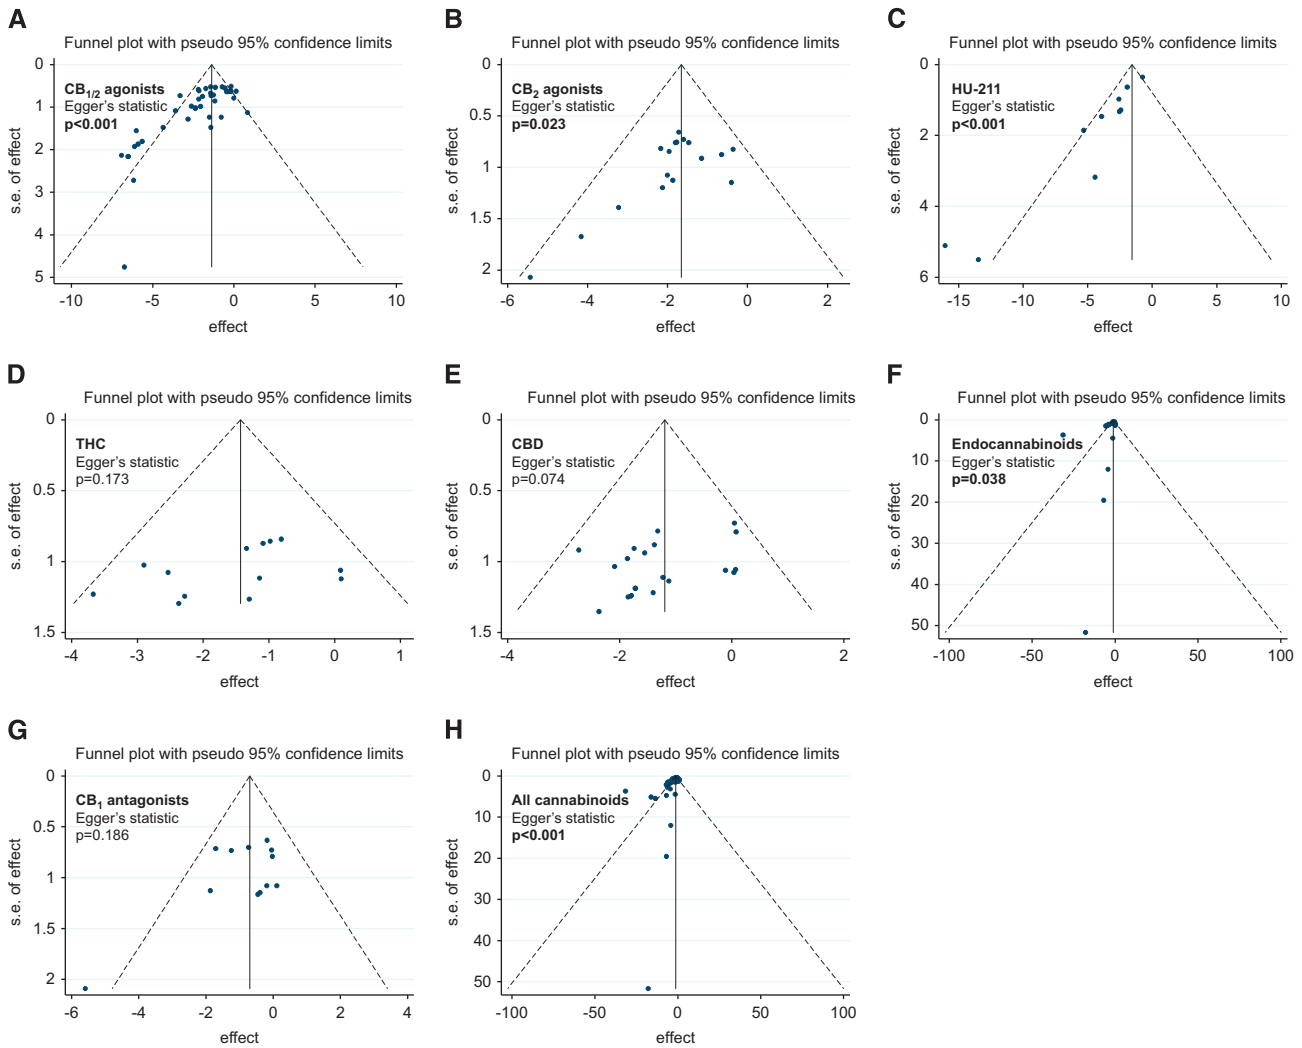 A
Funnel plot with pseudo 95% confidence limits
CB1/2 agonists
Egger's statistic
p<0.001
0
1
2
3
4
5
s.e. of effect
-10
-5
0
5
10
effect
B
Funnel plot with pseudo 95% confidence limits
CB2 agonists
Egger's statistic
p=0.023
0
0.5
1
1.5
2
s.e. of effect
-6
-4
-2
0
2
effect
C
Funnel plot with pseudo 95% confidence limits
HU-211
Egger's statistic
p<0.001
0
2
4
6
s.e. of effect
-15
-10
-5
0
5
10
effect
D
Funnel plot with pseudo 95% confidence limits
THC
Egger's statistic
p=0.173
0
0.5
1
1.5
s.e. of effect
-4
-3
-2
-1
0
1
effect
E
Funnel plot with pseudo 95% confidence limits
CBD
Egger's statistic
p=0.074
0
0.5
1
1.5
s.e. of effect
-4
-2
0
2
effect
F
Funnel plot with pseudo 95% confidence limits
Endocannabinoids
Egger's statistic
p=0.038
0
10
20
30
40
50
s.e. of effect
-100
-50
0
50
100
effect
G
Funnel plot with pseudo 95% confidence limits
CB1 antagonists
Egger's statistic
p=0.186
0
0.5
1
1.5
2
s.e. of effect
-6
-4
-2
0
2
4
effect
H
Funnel plot with pseudo 95% confidence limits
All cannabinoids
Egger's statistic
p<0.001
0
10
20
30
40
50
s.e. of effect
-100
-50
0
50
100
effect